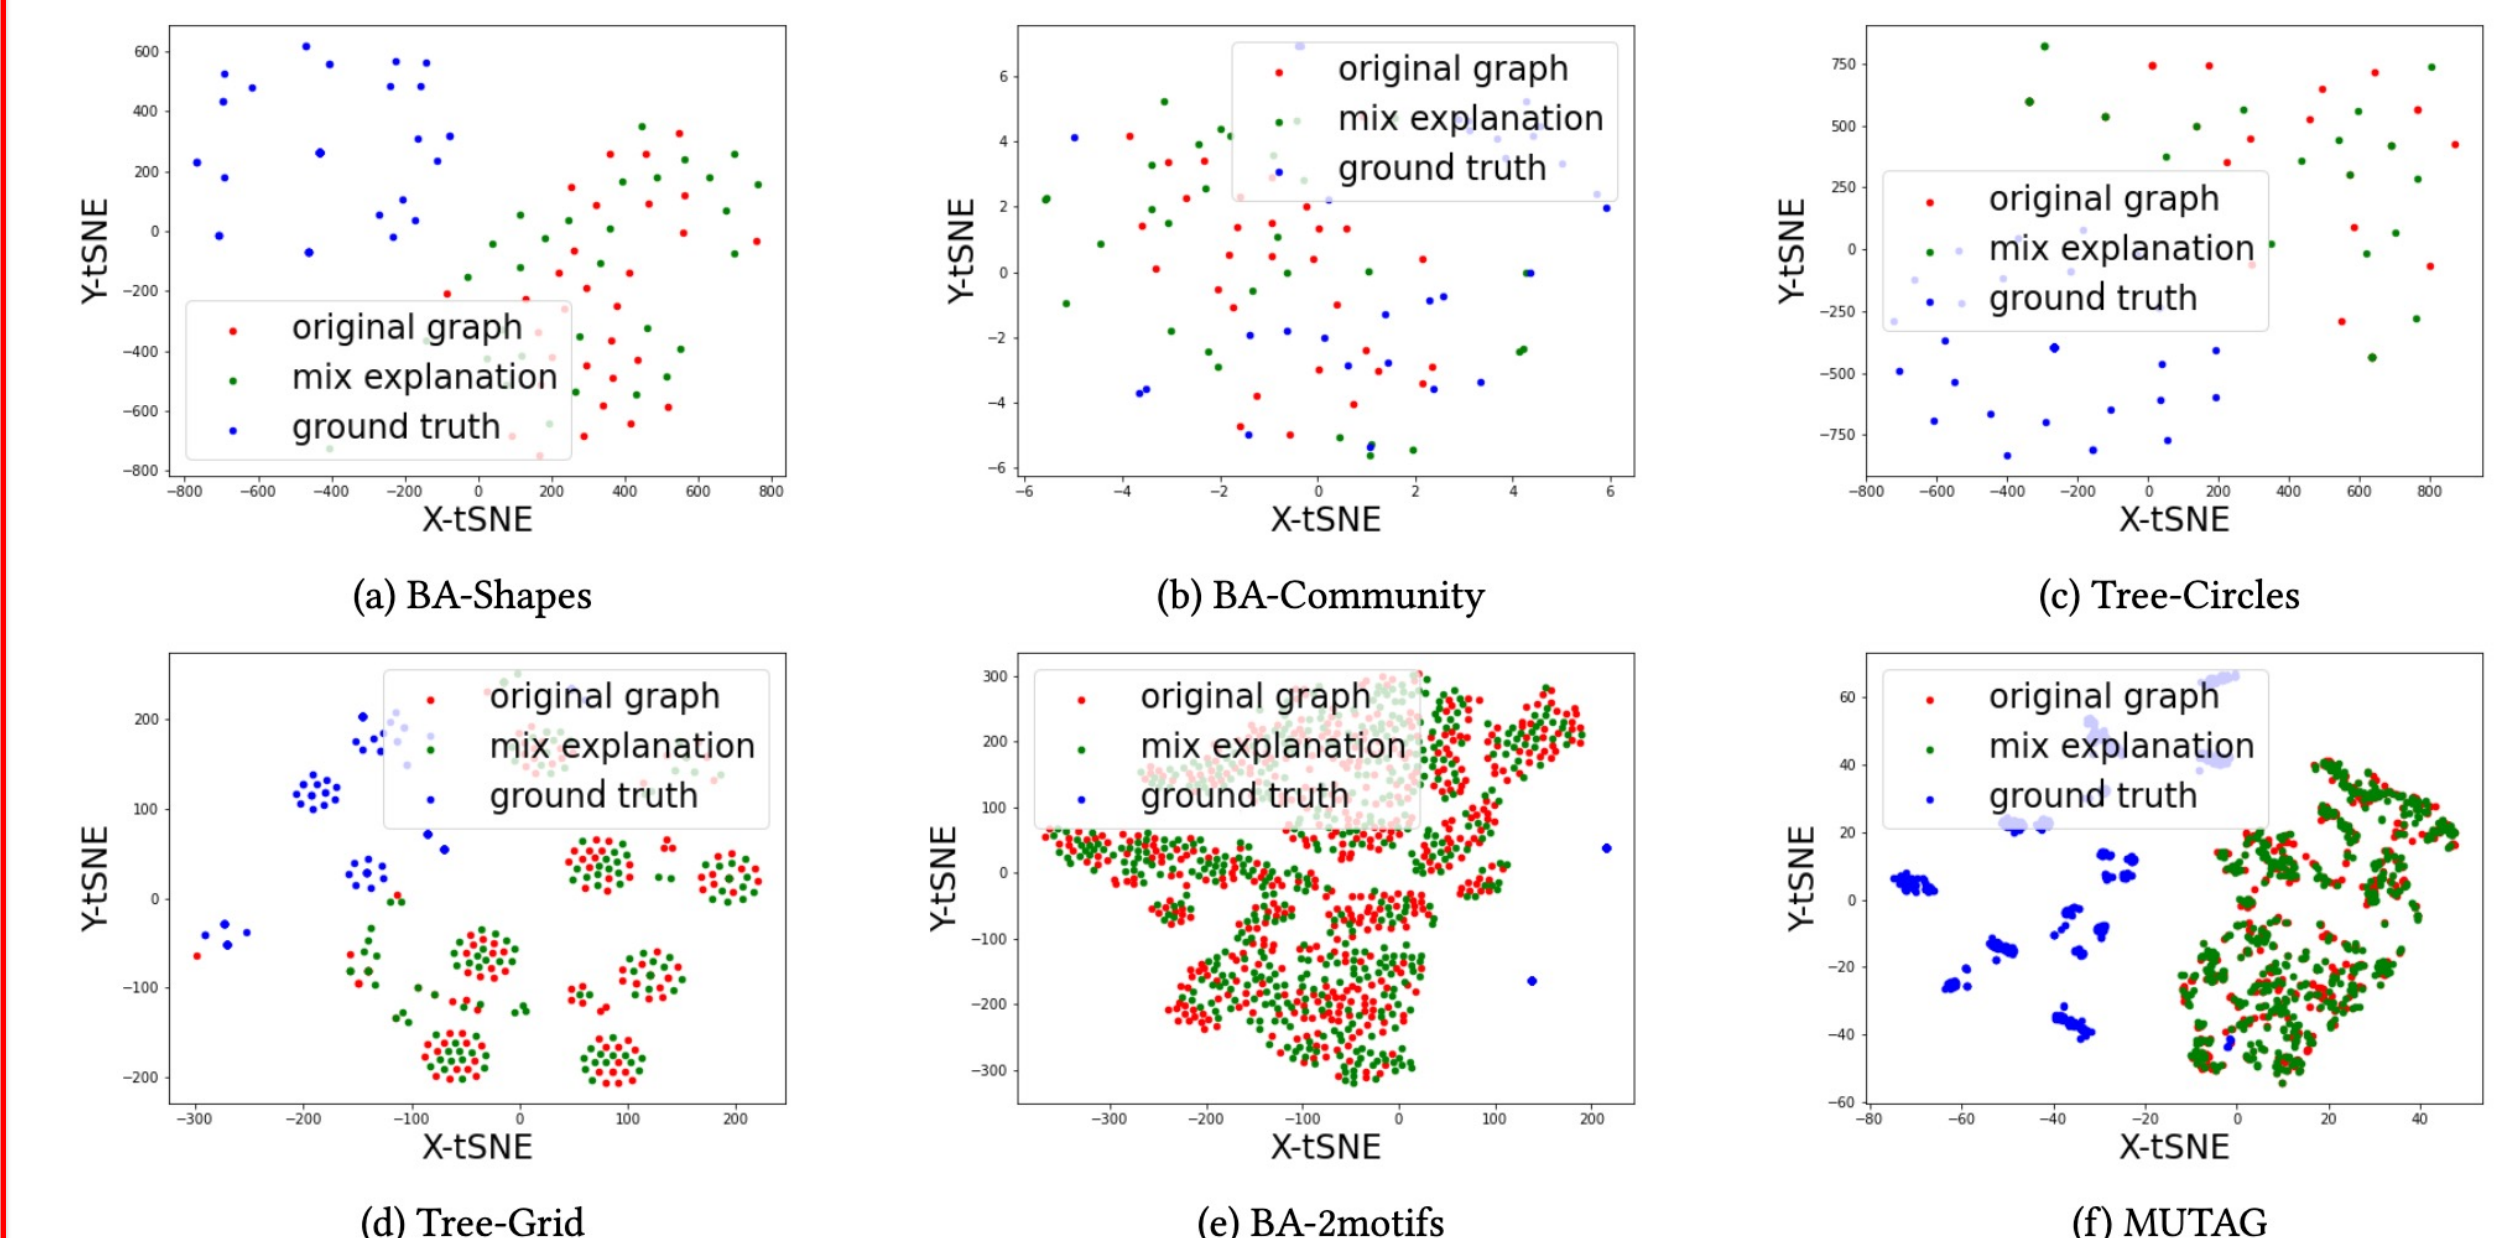 600
400
200
0
−200
−400
−600
−800
Y-tSNE
original graph
mix explanation
ground truth
−800 −600 −400 −200 0 200 400 600 800
X-tSNE
(a) BA-Shapes
6
4
2
0
−2
−4
−6
Y-tSNE
original graph
mix explanation
ground truth
−6 −4 −2 0 2 4 6
X-tSNE
(b) BA-Community
750
500
250
0
−250
−500
−750
Y-tSNE
original graph
mix explanation
ground truth
−800 −600 −400 −200 0 200 400 600 800
X-tSNE
(c) Tree-Circles
200
100
0
−100
−200
Y-tSNE
original graph
mix explanation
ground truth
−300 −200 −100 0 100 200
X-tSNE
(d) Tree-Grid
300
200
100
0
−100
−200
−300
Y-tSNE
original graph
mix explanation
ground truth
−300 −200 −100 0 100 200
X-tSNE
(e) BA-2motifs
60
40
20
0
−20
−40
−60
Y-tSNE
original graph
mix explanation
ground truth
−80 −60 −40 −20 0 20 40
X-tSNE
(f) MUTAG